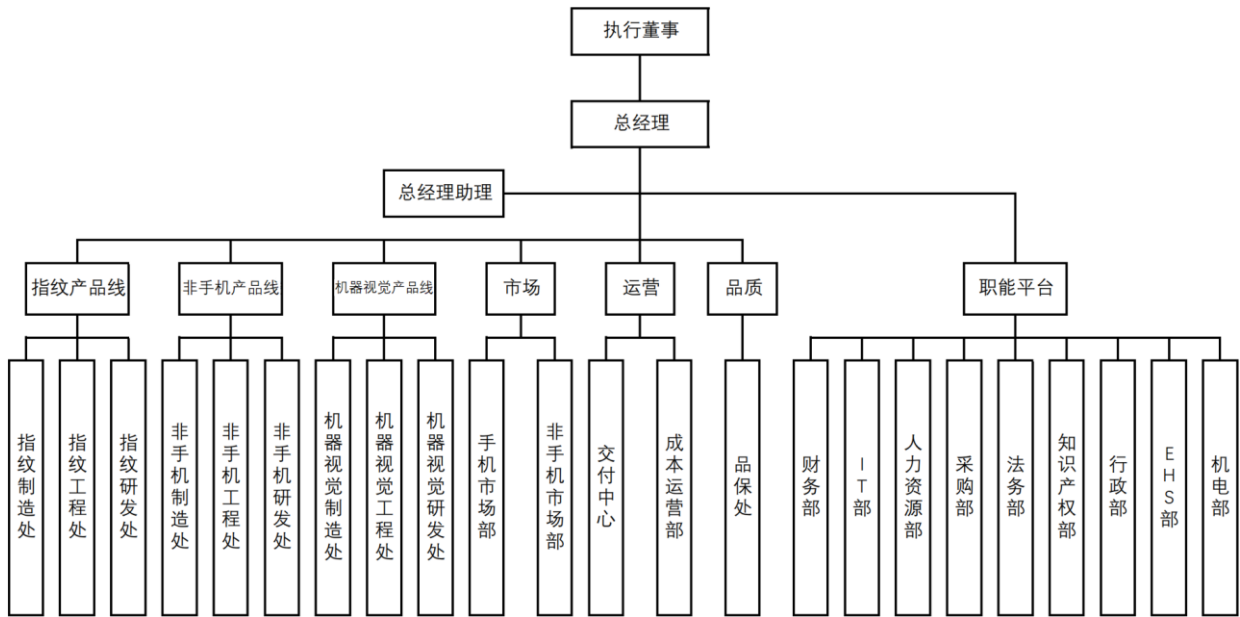 执行董事
总经理
总经理助理
指纹产品线
非手机产品线
机器视觉产品线
市场
运营
品质
职能平台
指纹制造处
指纹工程处
指纹研发处
非手机制造处
非手机工程处
非手机研发处
机器视觉制造处
机器视觉工程处
机器视觉研发处
手机市场部
非手机市场部
交付中心
成本运营部
品保处
财务部
IT部
人力资源部
采购部
法务部
知识产权部
行政部
EHS部
机电部